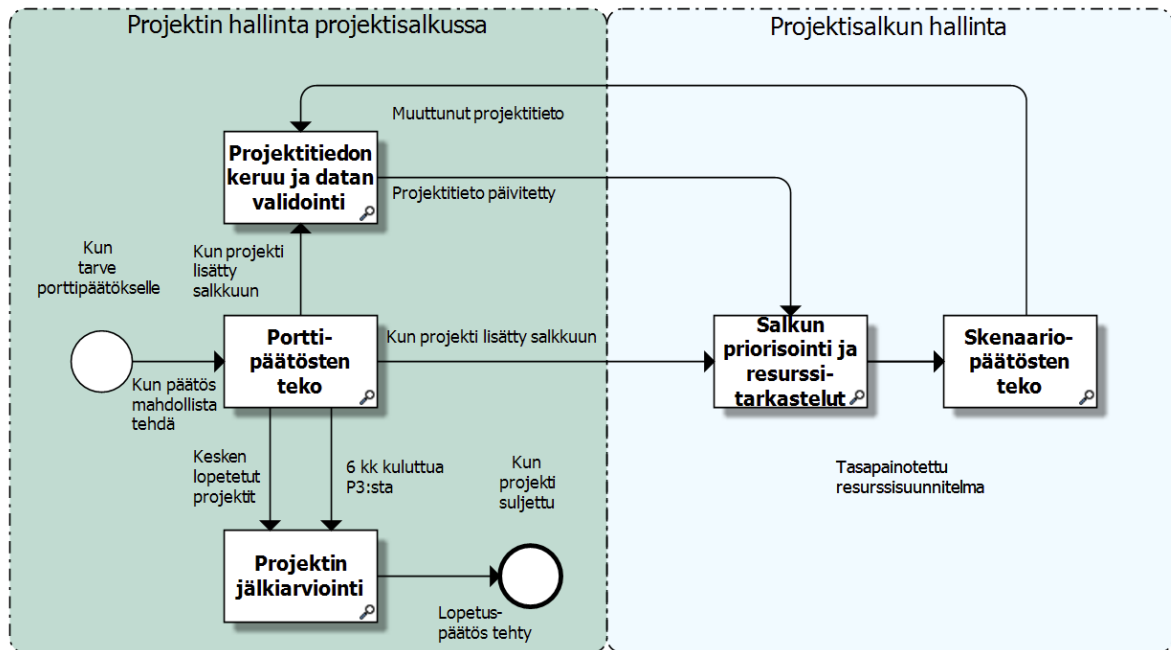 Projektin hallinta projektisalkussa
Projektisalkun hallinta
Muuttunut projektitieto
Projektitiedon
keruu ja datan
validointi
Projektitieto päivitetty
Kun
tarve
porttipäätökselle
Kun projekti
lisätty
salkkuun
Kun päätös
mahdollista
tehdä
Portti-
päätösten
teko
Kun projekti lisätty salkkuun
Salkun
priorisointi ja
resurssi-
tarkastelut
Skenaario-
päätösten
teko
Kesken
lopetetut
projektit
6 kk kuluttua
P3:sta
Kun
projekti
suljettu
Tasapainotettu
resurssisuunnitelma
Projektin
jälkiarviointi
Lopetus-
päätös tehty